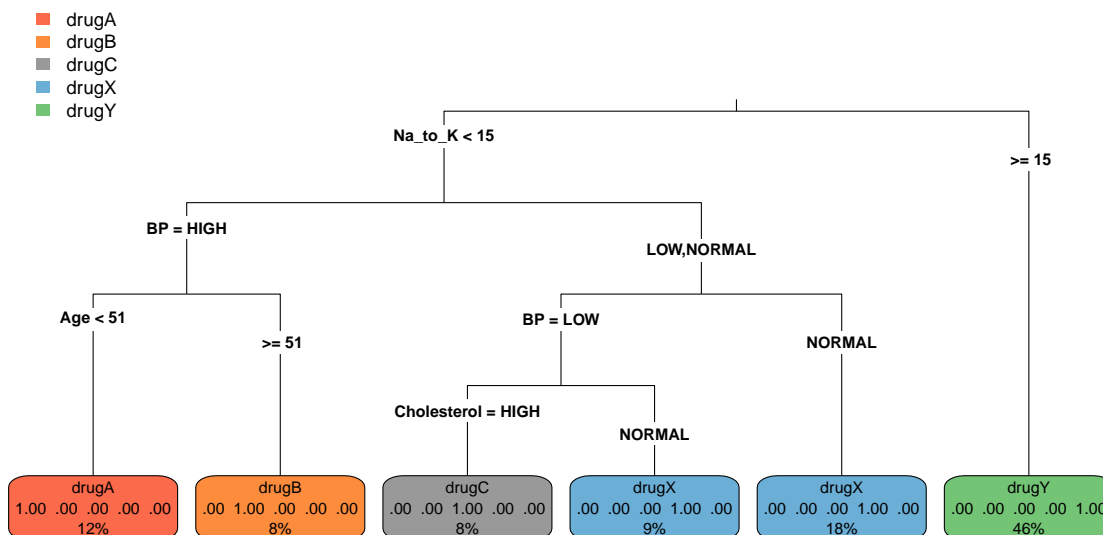 drugA
drugB
drugC
drugX
drugY
Na_to_K < 15
>= 15
BP = HIGH
LOW,NORMAL
Age < 51
>= 51
BP = LOW
NORMAL
Cholesterol = HIGH
NORMAL
drugA
1.00 .00 .00 .00 .00
12%
drugB
.00 1.00 .00 .00 .00
8%
drugC
.00 .00 1.00 .00 .00
8%
drugX
.00 .00 .00 1.00 .00
9%
drugX
.00 .00 .00 1.00 .00
18%
drugY
.00 .00 .00 .00 1.00
46%